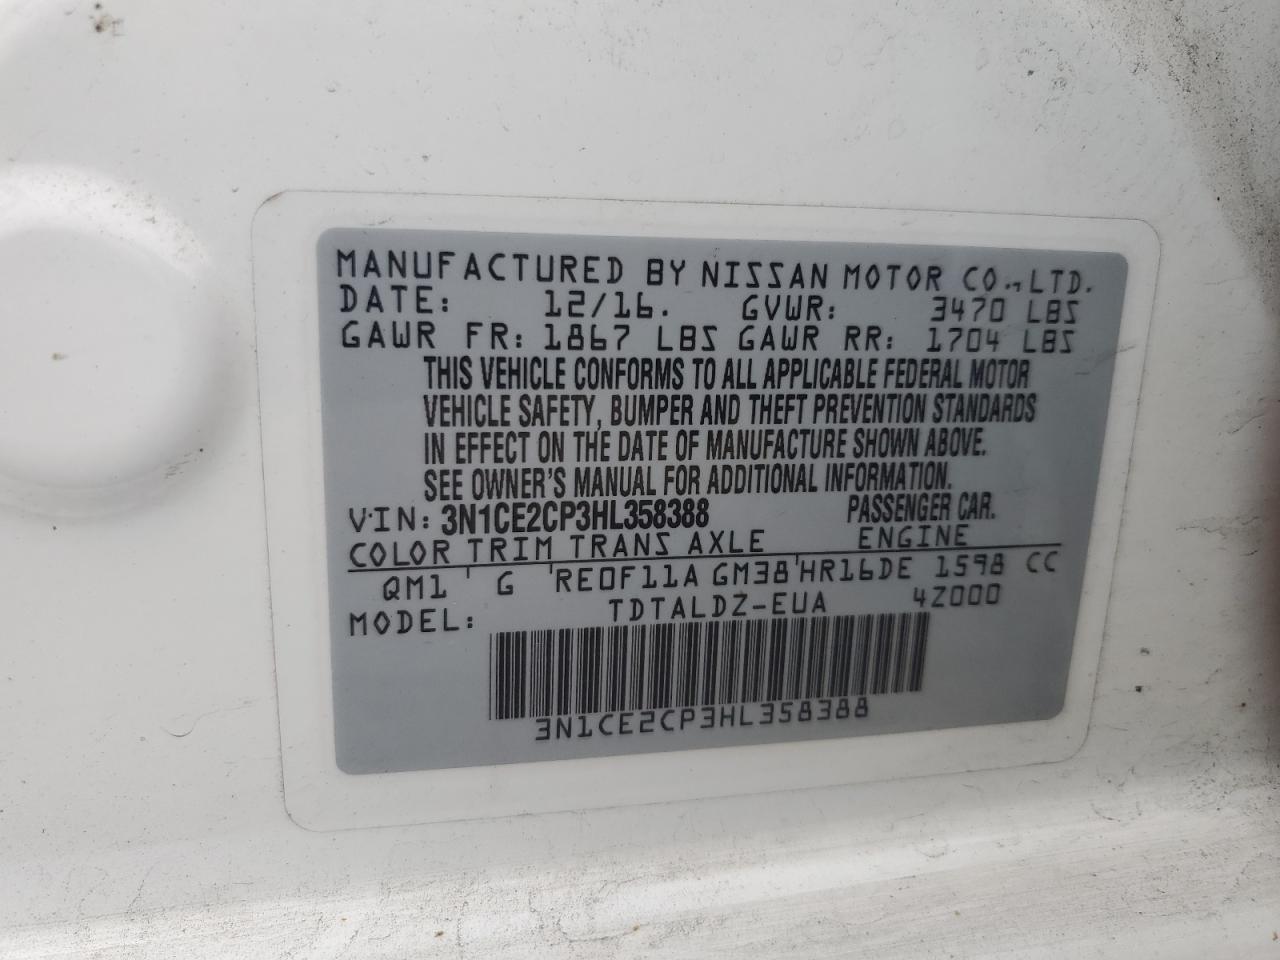 MANUFACTURED BY NISSAN MOTOR CO., LTD.
DATE: 12/16. GVWR: 3470 LBS
GAWR FR: 1867 LBS GAWR RR: 1704 LBS
THIS VEHICLE CONFORMS TO ALL APPLICABLE FEDERAL MOTOR
VEHICLE SAFETY, BUMPER AND THEFT PREVENTION STANDARDS
IN EFFECT ON THE DATE OF MANUFACTURE SHOWN ABOVE.
SEE OWNER'S MANUAL FOR ADDITIONAL INFORMATION.
VIN: 3N1CE2CP3HL358388 PASSENGER CAR.
COLOR TRIM TRANS AXLE ENGINE
QM1 G RE0F11A GM38 HR16DE 1598 CC
MODEL: TDTALDZ-EUA 4Z000
3N1CE2CP3HL358388